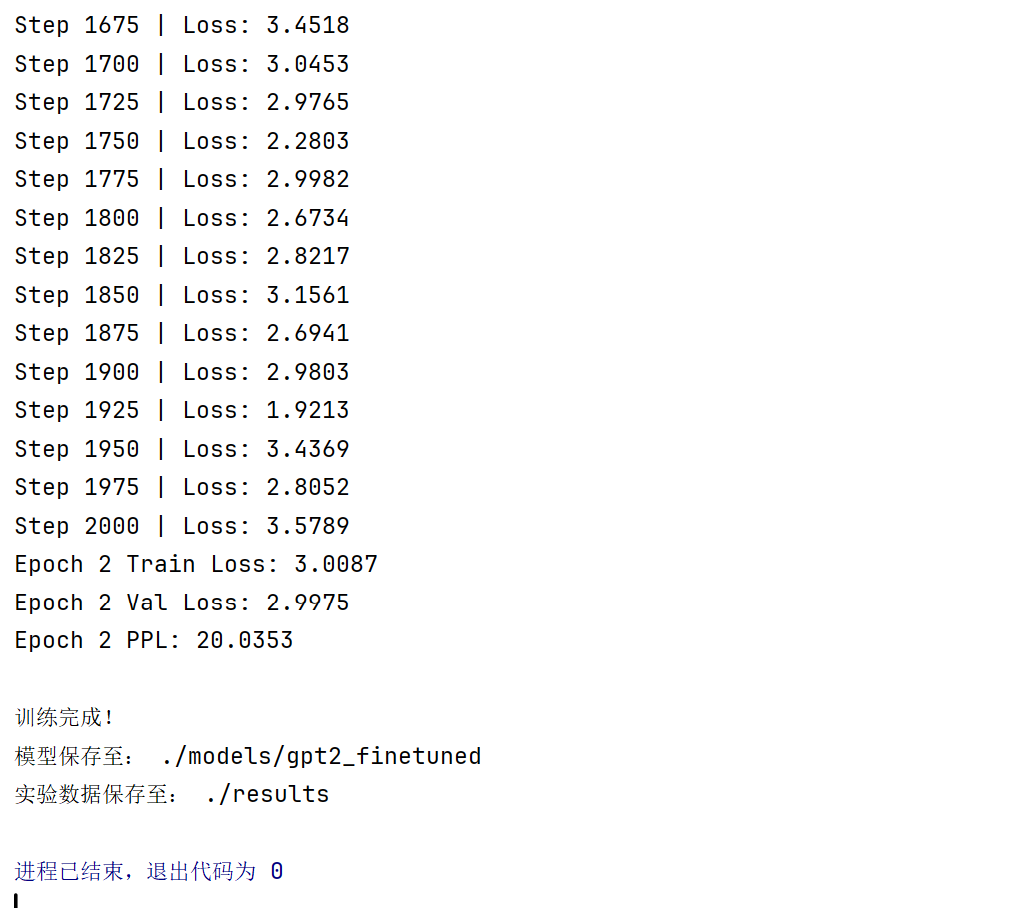 Step 1675 | Loss: 3.4518
Step 1700 | Loss: 3.0453
Step 1725 | Loss: 2.9765
Step 1750 | Loss: 2.2803
Step 1775 | Loss: 2.9982
Step 1800 | Loss: 2.6734
Step 1825 | Loss: 2.8217
Step 1850 | Loss: 3.1561
Step 1875 | Loss: 2.6941
Step 1900 | Loss: 2.9803
Step 1925 | Loss: 1.9213
Step 1950 | Loss: 3.4369
Step 1975 | Loss: 2.8052
Step 2000 | Loss: 3.5789
Epoch 2 Train Loss: 3.0087
Epoch 2 Val Loss: 2.9975
Epoch 2 PPL: 20.0353
训练完成！
模型保存至： ./models/gpt2_finetuned
实验数据保存至： ./results
进程已结束，退出代码为 0